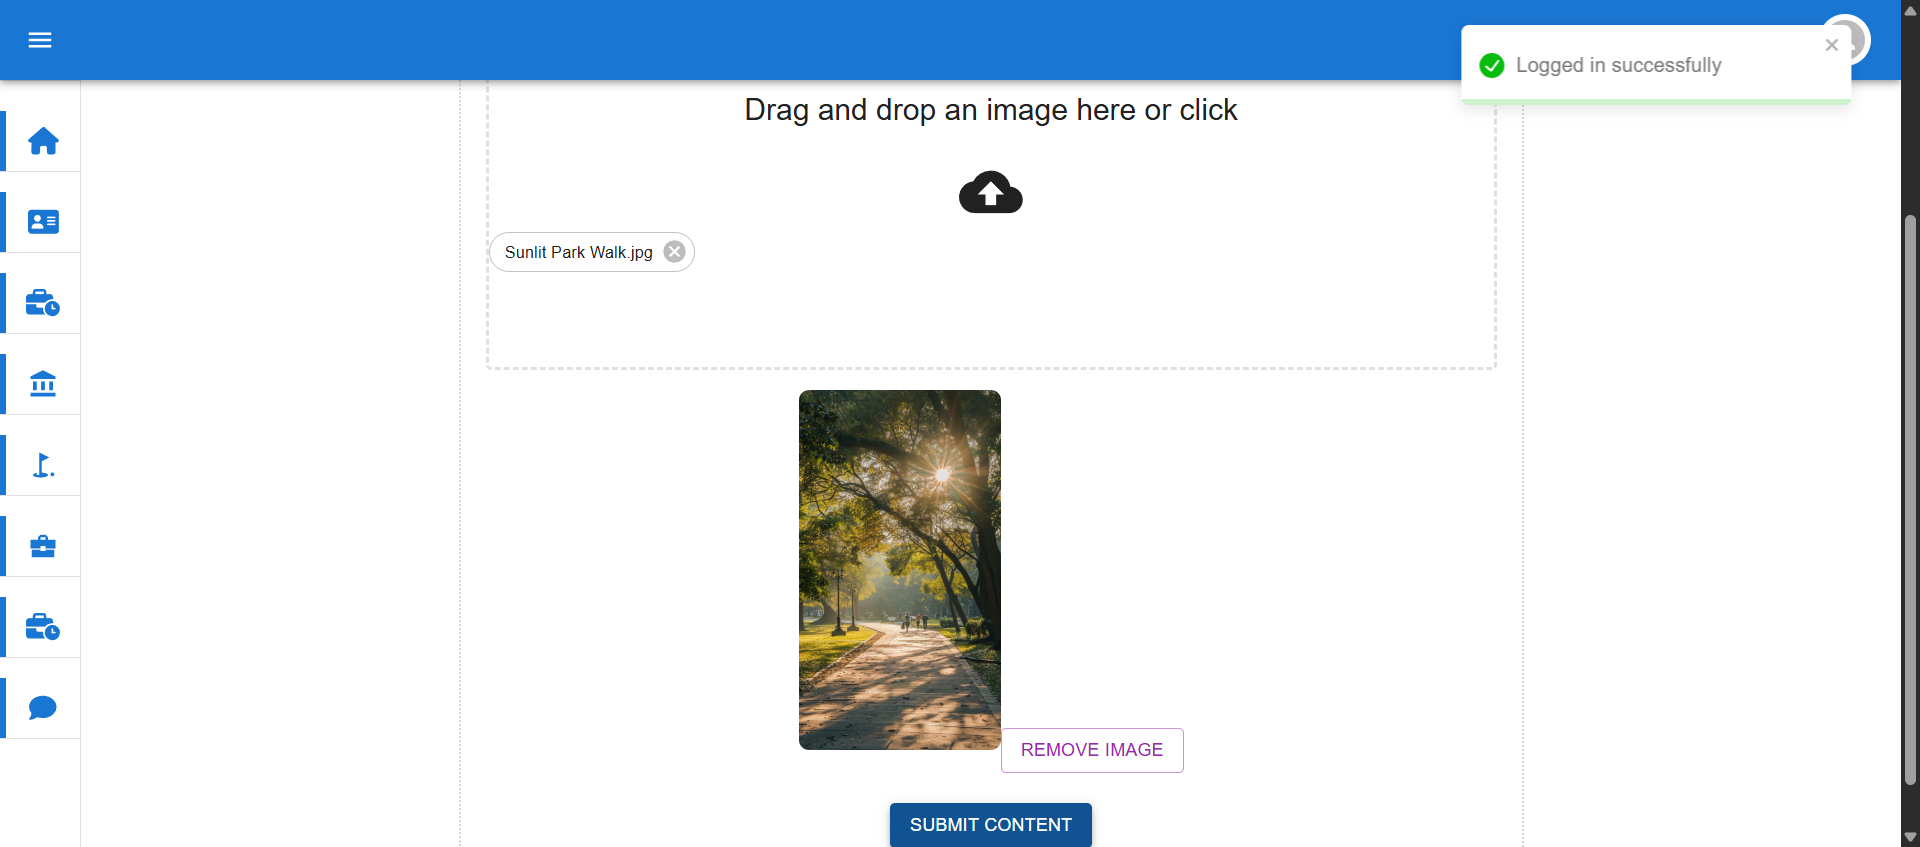 Logged in successfully
Drag and drop an image here or click
Sunlit Park Walk.jpg
REMOVE IMAGE
SUBMIT CONTENT